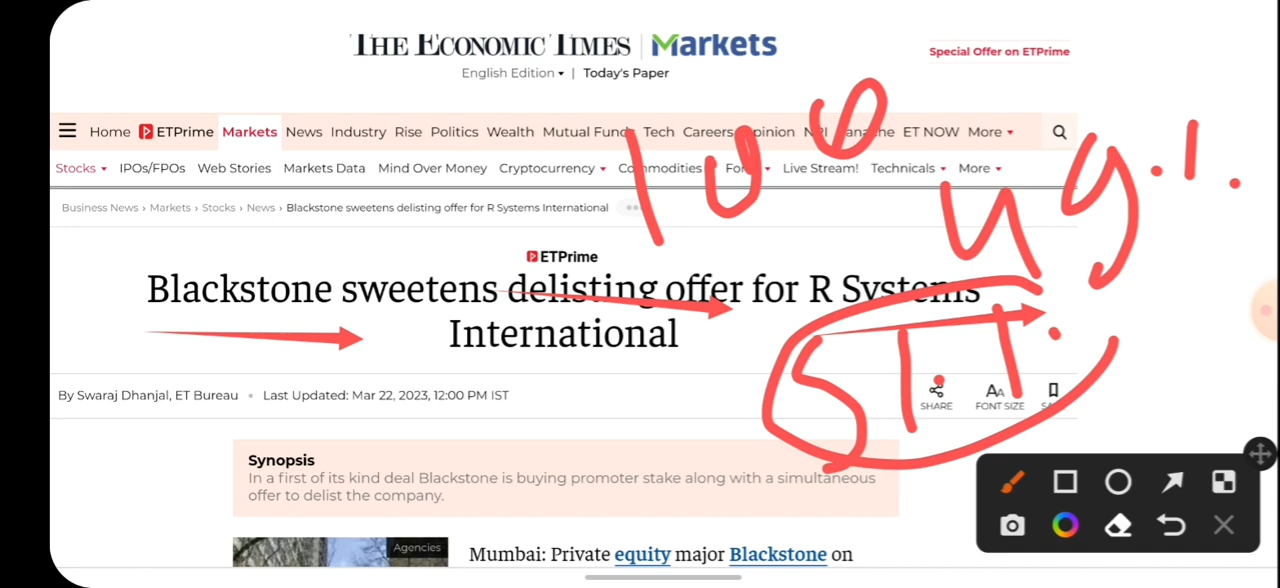 THE ECONOMIC TIMES | Markets
Special Offer on ETPrime
English Edition | Today's Paper
Home ETPrime Markets News Industry Rise Politics Wealth Mutual Funds Tech Careers Opinion NRI Panache ET NOW More
Stocks IPOs/FPOs Web Stories Markets Data Mind Over Money Cryptocurrency Commodities Live Stream! Technicals More
Business News › Markets › Stocks › News › Blackstone sweetens delisting offer for R Systems International
100
49.1.
ETPrime
Blackstone sweetens delisting offer for R Systems
International
51.1.
By Swaraj Dhanjal, ET Bureau • Last Updated: Mar 22, 2023, 12:00 PM IST
SHARE
FONT SIZE
Synopsis
In a first of its kind deal Blackstone is buying promoter stake along with a simultaneous
offer to delist the company.
Agencies
Mumbai: Private equity major Blackstone on